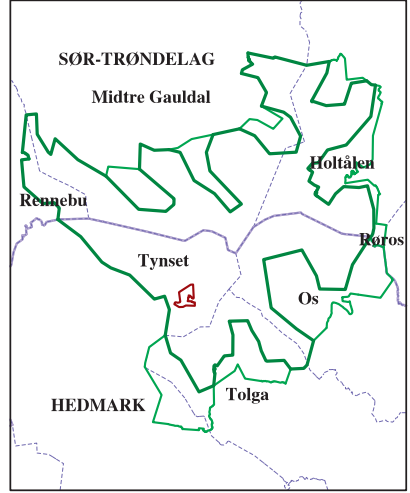 SØR-TRØNDELAG
Midtre Gauldal
Holtålen
Rennebu
Røros
Tynset
Os
Tolga
HEDMARK